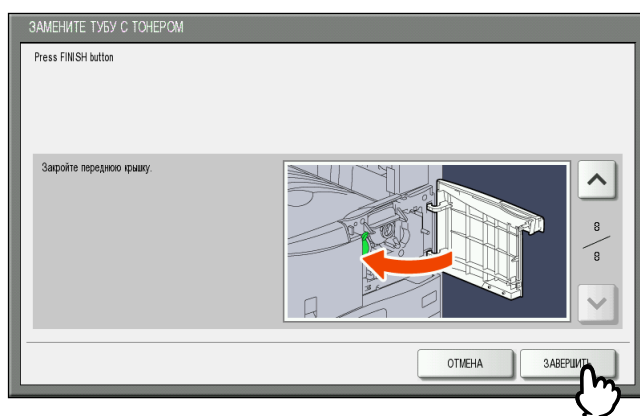 ЗАМЕНИТЕ ТУБУ С ТОНЕРОМ
Press FINISH button
Закройте переднюю крышку.
8
8
ОТМЕНА
ЗАВЕРШИТЬ